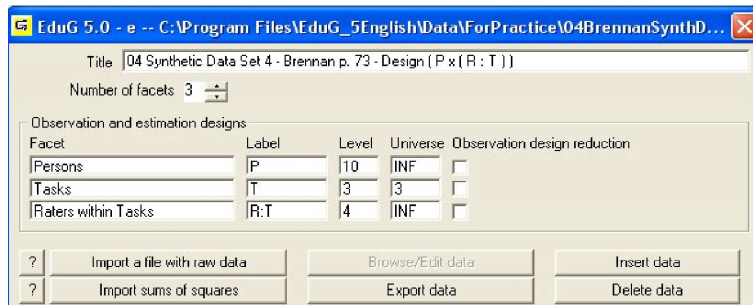 EduG 5.0 - e -- C:\Program Files\EduG_5English\Data\ForPractice\04BrennanSynthD...
Title 04 Synthetic Data Set 4 - Brennan p. 73 - Design ( P x ( R : T ) )
Number of facets 3
Observation and estimation designs
Facet Label Level Universe Observation design reduction
Persons P 10 INF
Tasks T 3 3
Raters within Tasks R:T 4 INF
? Import a file with raw data Browse/Edit data Insert data
? Import sums of squares Export data Delete data